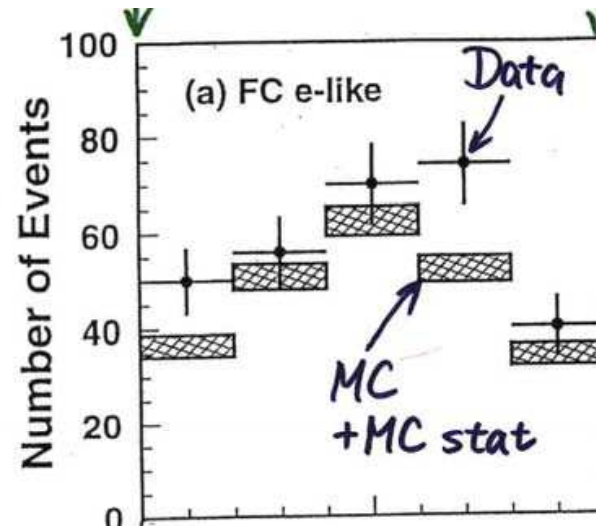 100
(a) FC e-like
Data
80
60
40
MC
+MC stat
20
0
Number of Events